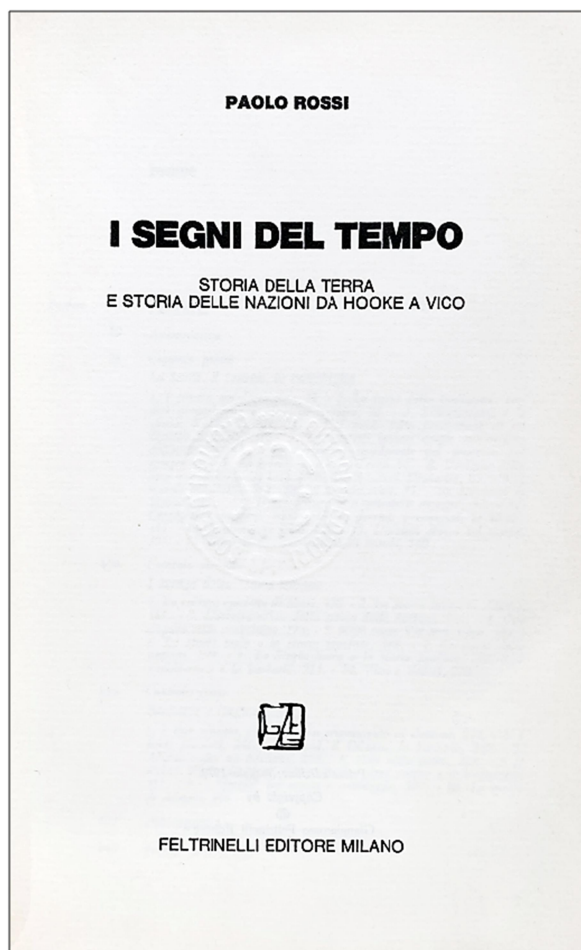 PAOLO ROSSI
I SEGNI DEL TEMPO
STORIA DELLA TERRA
E STORIA DELLE NAZIONI DA HOOKE A VICO
FELTRINELLI EDITORE MILANO